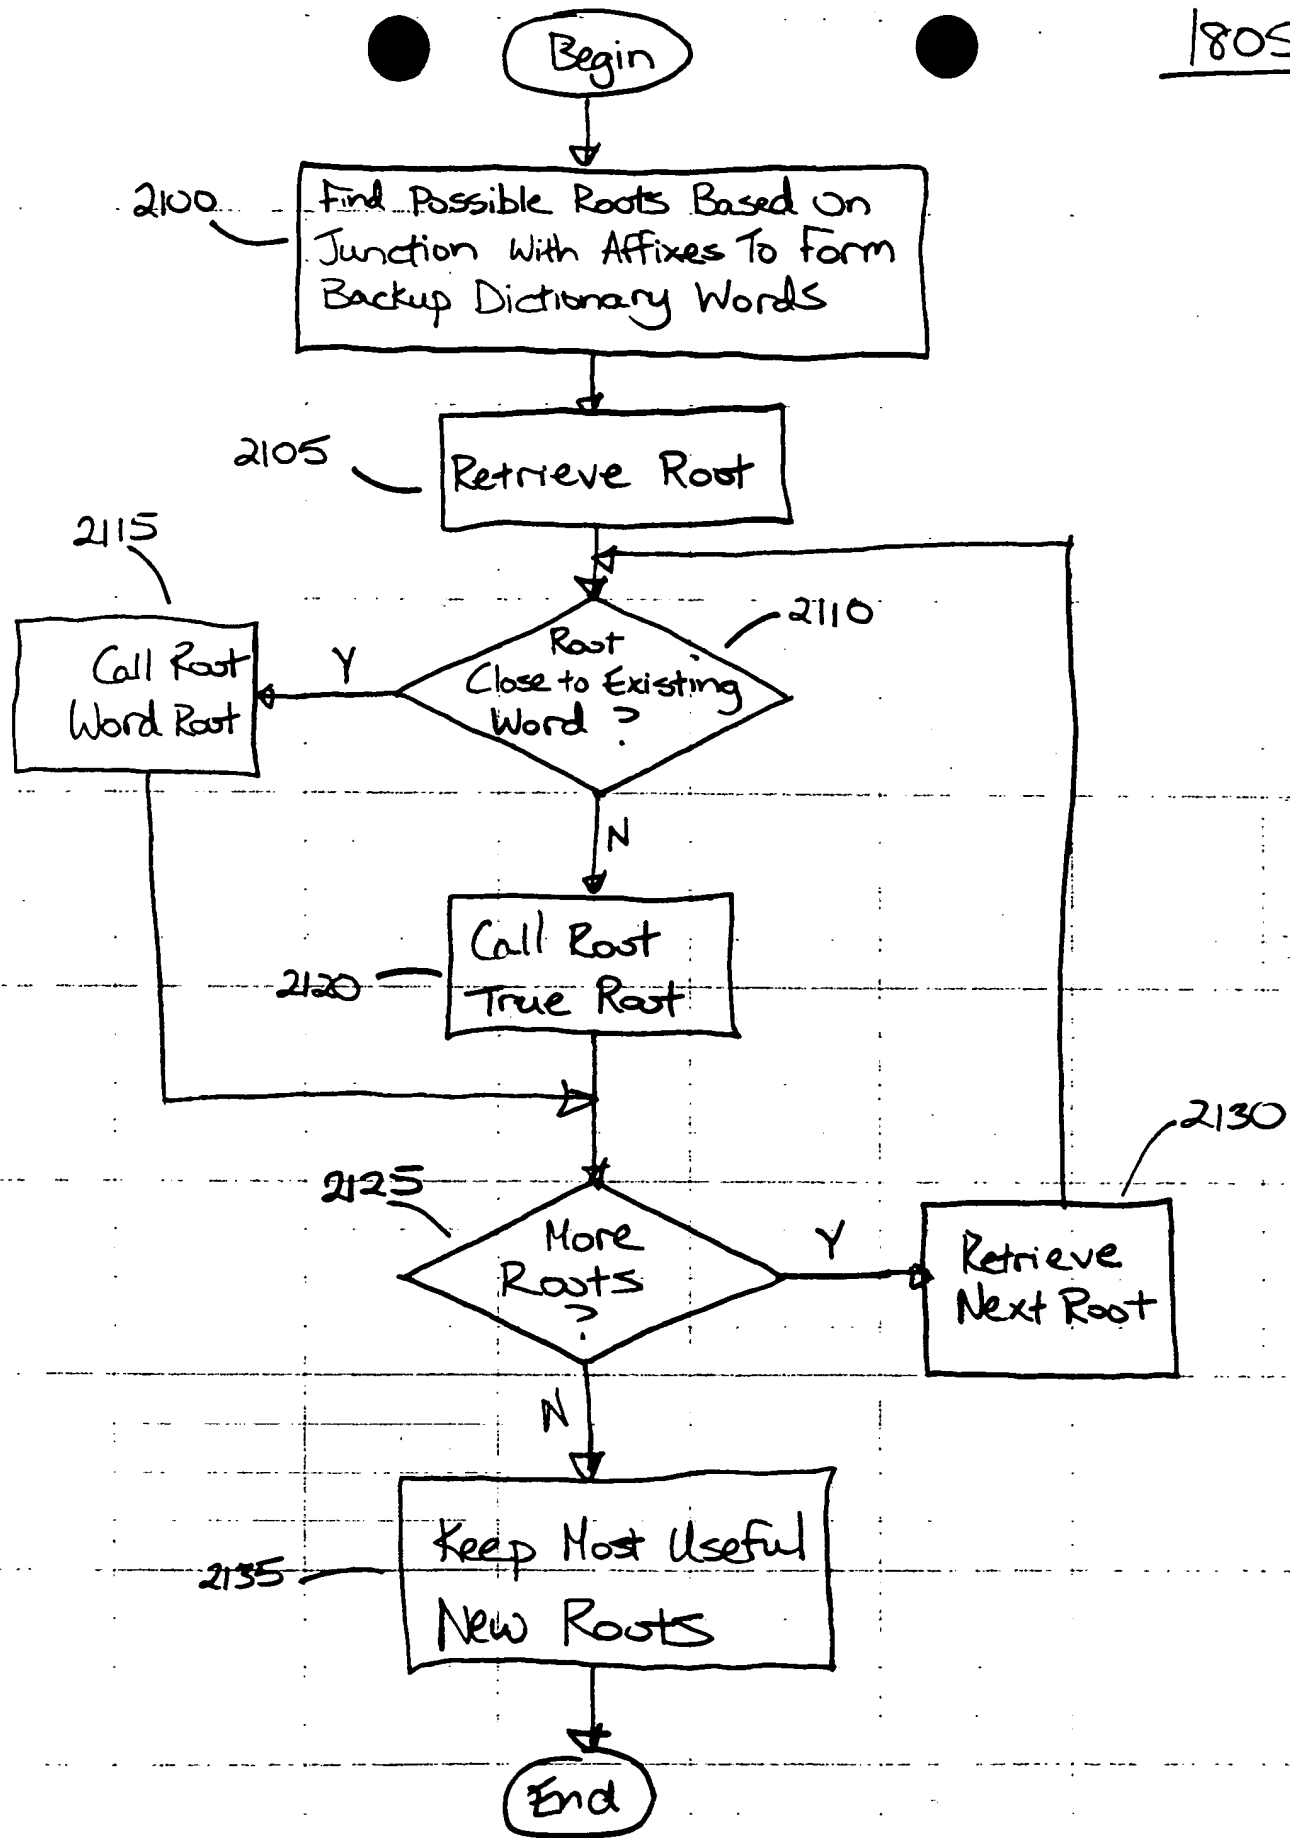 Begin
1805
2100
Find Possible Roots Based On
Junction With Affixes To Form
Backup Dictionary Words
2105
Retrieve Root
2115
2110
Call Root
Word Root
Y
Root
Close to Existing
Word ?
N
Call Root
True Root
2120
2130
2125
More
Roots
?
Y
Retrieve
Next Root
N
Keep Most Useful
New Roots
2135
End